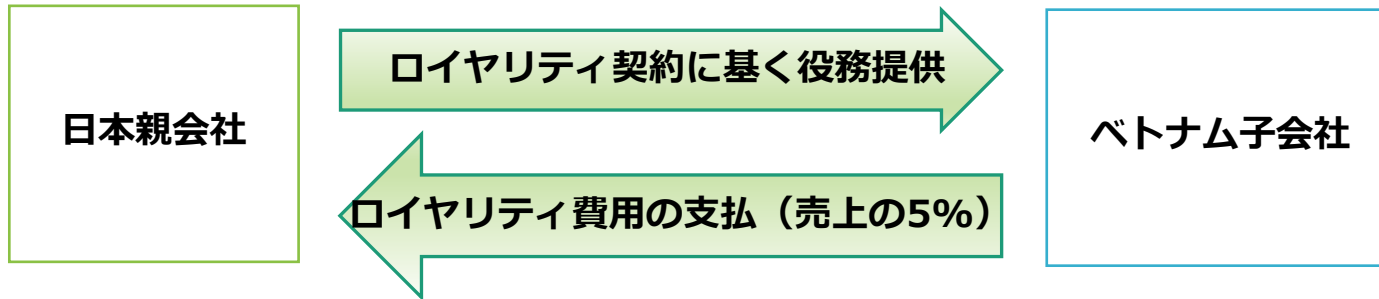 ロイヤリティ契約に基く役務提供
日本親会社
ベトナム子会社
ロイヤリティ費用の支払（売上の5%）